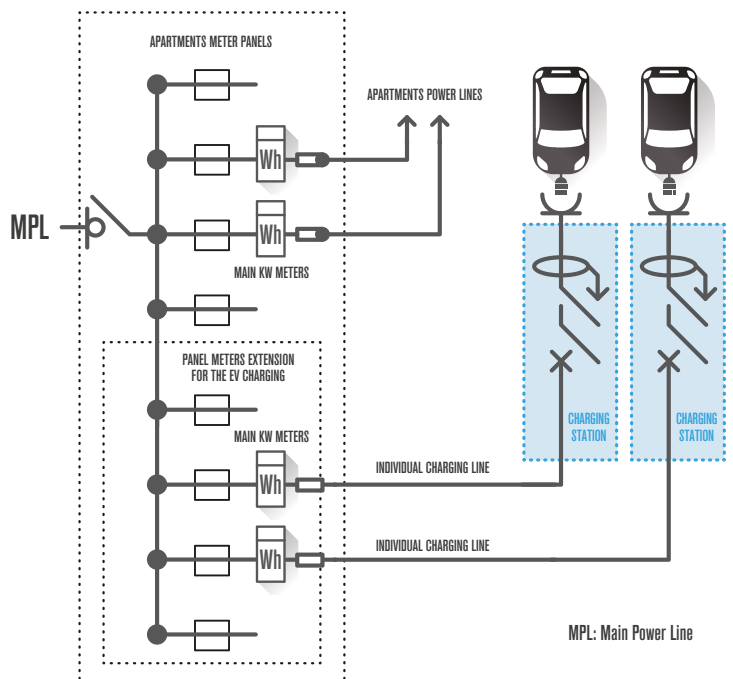 APARTMENTS METER PANELS
APARTMENTS POWER LINES
Wh
MPL
Wh
MAIN KW METERS
PANEL METERS EXTENSION
FOR THE EV CHARGING
MAIN KW METERS
CHARGING
STATION
CHARGING
STATION
Wh
INDIVIDUAL CHARGING LINE
Wh
INDIVIDUAL CHARGING LINE
MPL: Main Power Line